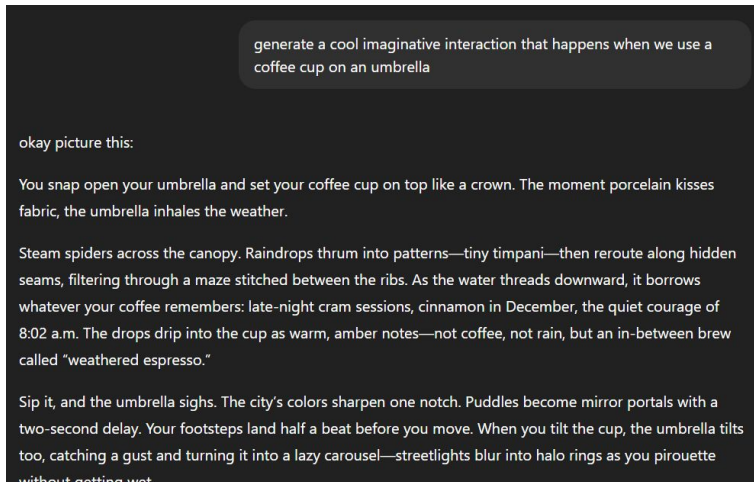 generate a cool imaginative interaction that happens when we use a
coffee cup on an umbrella
okay picture this:
You snap open your umbrella and set your coffee cup on top like a crown. The moment porcelain kisses
fabric, the umbrella inhales the weather.
Steam spiders across the canopy. Raindrops thrum into patterns—tiny timpani—then reroute along hidden
seams, filtering through a maze stitched between the ribs. As the water threads downward, it borrows
whatever your coffee remembers: late-night cram sessions, cinnamon in December, the quiet courage of
8:02 a.m. The drops drip into the cup as warm, amber notes—not coffee, not rain, but an in-between brew
called “weathered espresso.”
Sip it, and the umbrella sighs. The city’s colors sharpen one notch. Puddles become mirror portals with a
two-second delay. Your footsteps land half a beat before you move. When you tilt the cup, the umbrella tilts
too, catching a gust and turning it into a lazy carousel—streetlights blur into halo rings as you pirouette
without getting wet